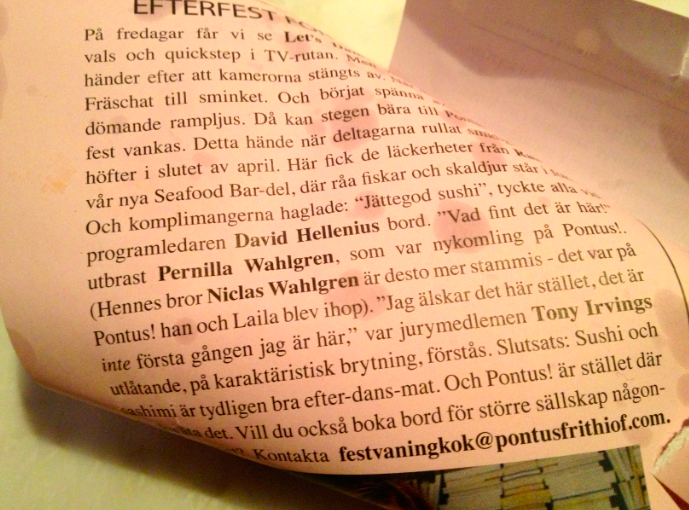 EFTERFEST
På fredagar får vi se Let's
vals och quickstep i TV-rutan. Men
händer efter att kamerorna stängts av.
Fräschat till sminket. Och börjat spänna
dömande rampljus. Då kan stegen bära till
fest vankas. Detta hände när deltagarna rullat
höfter i slutet av april. Här fick de läckerheter från
vår nya Seafood Bar-del, där råa fiskar och skaldjur står i
Och komplimangerna haglade: “Jättegod sushi”, tyckte alla
programledaren David Hellenius bord. ”Vad fint det är här!”
utbrast Pernilla Wahlgren, som var nykomling på Pontus!.
(Hennes bror Niclas Wahlgren är desto mer stammis - det var på
Pontus! han och Laila blev ihop). ”Jag älskar det här stället, det är
inte första gången jag är här,” var jurymedlemen Tony Irvings
utlåtande, på karaktäristisk brytning, förstås. Slutsats: Sushi och
sashimi är tydligen bra efter-dans-mat. Och Pontus! är stället där
det. Vill du också boka bord för större sällskap någon-
Kontakta festvaningkok@pontusfrithiof.com.